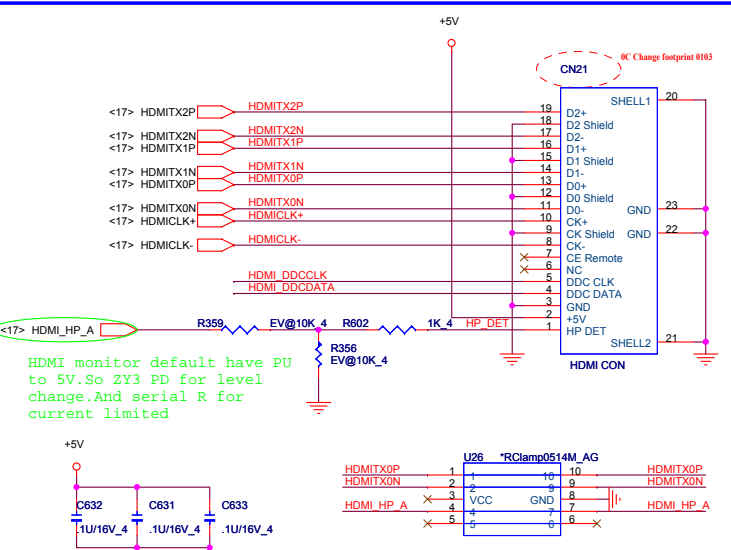 +5V
0C Change footprint 0103
CN21
SHELL1 20
<17> HDMITX2P HDMITX2P 19 D2+
18 D2 Shield
<17> HDMITX2N HDMITX2N 17 D2-
<17> HDMITX1P HDMITX1P 16 D1+
15 D1 Shield
<17> HDMITX1N HDMITX1N 14 D1-
<17> HDMITX0P HDMITX0P 13 D0+
12 D0 Shield
<17> HDMITX0N HDMITX0N 11 D0- GND 23
<17> HDMICLK+ HDMICLK+ 10 CK+
9 CK Shield GND 22
<17> HDMICLK- HDMICLK- 8 CK-
7 CE Remote
6 NC
HDMI_DDCCLK 5 DDC CLK
HDMI_DDCDATA 4 DDC DATA
3 GND
2 +5V
<17> HDMI_HP_A R359 EV@10K_4 R602 1K_4 HP_DET 1 HP DET
SHELL2 21
R356
EV@10K_4
HDMI CON
HDMI monitor default have PU
to 5V.So ZY3 PD for level
change.And serial R for
current limited
+5V
C632 C631 C633
.1U/16V_4 .1U/16V_4 .1U/16V_4
U26 *RClamp0514M_AG
HDMITX0P 1 1 10 10 HDMITX0P
HDMITX0N 2 2 9 9 HDMITX0N
3 VCC GND 8
HDMI_HP_A 4 4 7 7 HDMI_HP_A
5 5 6 6